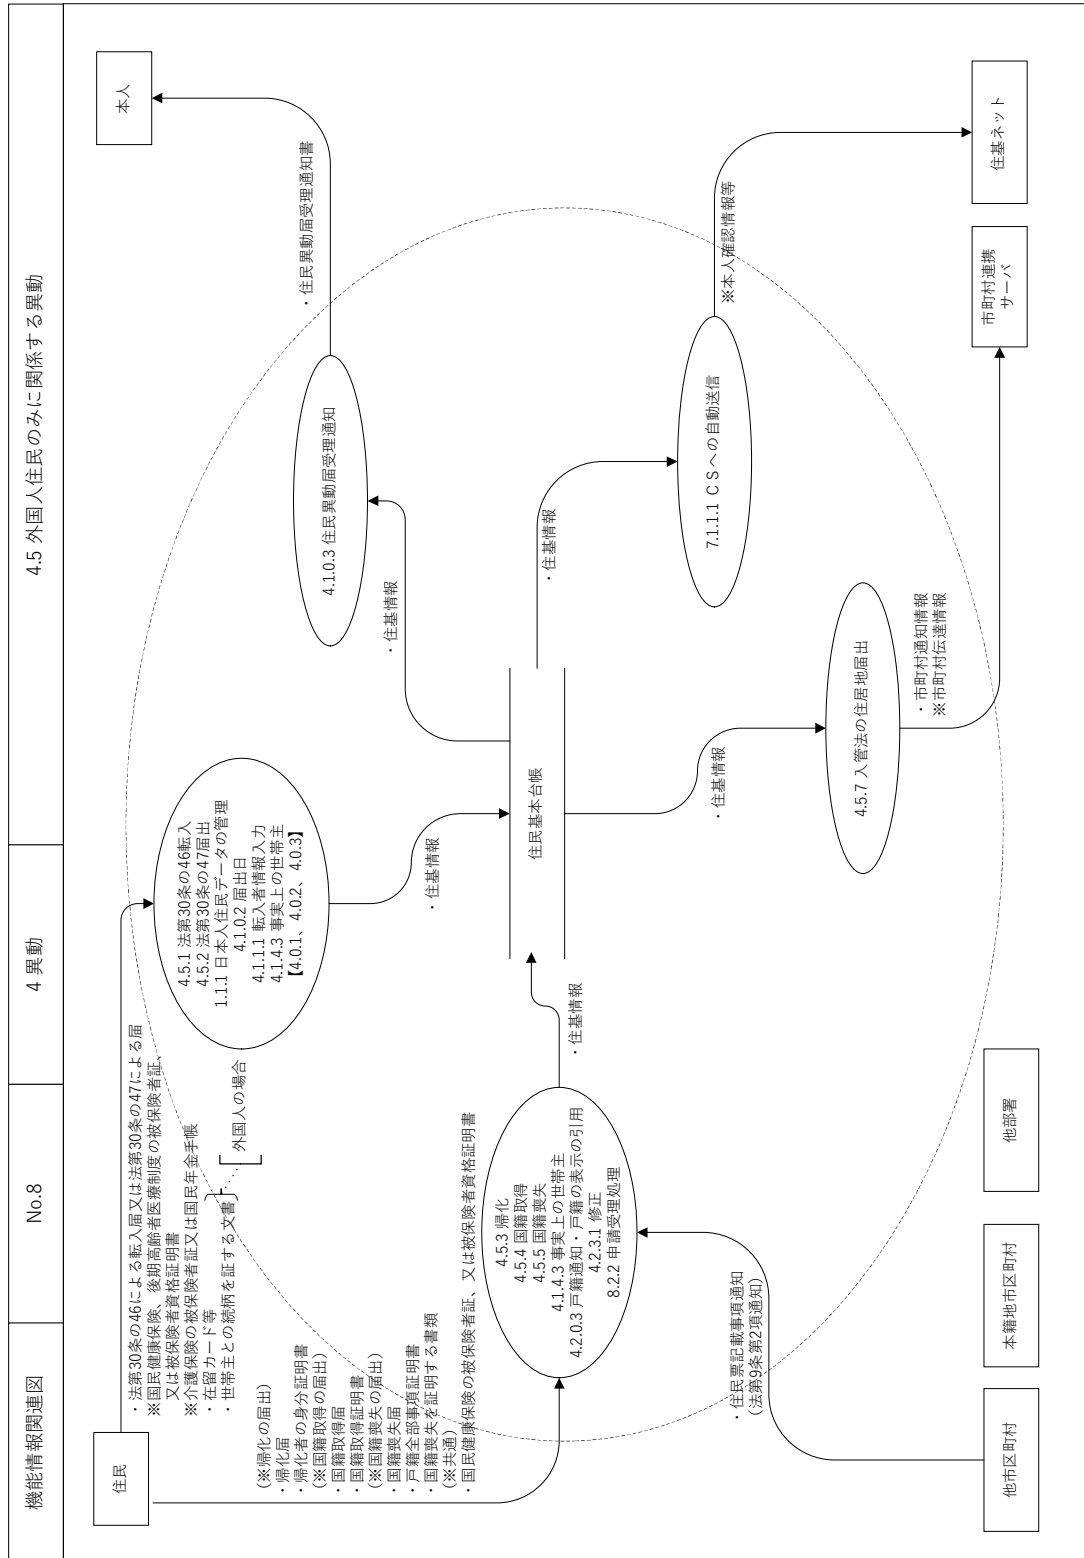 機能情報関連図
No.8
4 異動
4.5 外国人住民のみに関係する異動
住民
・法第30条の46による転入届又は法第30条の47による届
※国民健康保険、後期高齢者医療制度の被保険者証、
又は被保険者資格証明書
※介護保険の被保険者証又は国民年金手帳
・在留カード等
・世帯主との続柄を証する文書
外国人の場合
4.5.1 法第30条の46転入
4.5.2 法第30条の47届出
1.1.1 日本人住民データの管理
4.1.0.2 届出日
4.1.1.1 転入者情報入力
4.1.4.3 事実上の世帯主
【4.0.1、4.0.2、4.0.3】
・住基情報
4.1.0.3 住民異動届受理通知
・住民異動届受理通知書
本人
・住基情報
(※帰化の届出)
・帰化届
・帰化者の身分証明書
(※国籍取得の届出)
・国籍取得届
・国籍取得証明書
(※国籍喪失の届出)
・国籍喪失届
・戸籍全部事項証明書
・国籍喪失を証明する書類
(※共通)
・国民健康保険の被保険者証、又は被保険者資格証明書
4.5.3 帰化
4.5.4 国籍取得
4.5.5 国籍喪失
4.1.4.3 事実上の世帯主
4.2.0.3 戸籍通知・戸籍の表示の引用
4.2.3.1 修正
8.2.2 申請受理処理
・住基情報
住民基本台帳
・住基情報
7.1.1.1 CSへの自動送信
※本人確認情報等
住基ネット
・住基情報
4.5.7 入管法の住居地届出
・市町村通知情報
※市町村伝達情報
市町村連携
サーバ
・住民票記載事項通知
(法第9条第2項通知)
他市区町村
本籍地市区町村
他部署